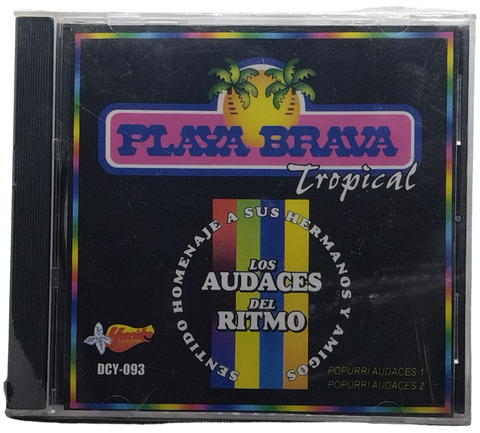 PLAYA BRAVA
Tropical
SENTIDO HOMENAJE A SUS HERMANOS Y AMIGOS
LOS
AUDACES
DEL
RITMO
DCY-093
POPURRI AUDACES 1
POPURRI AUDACES 2